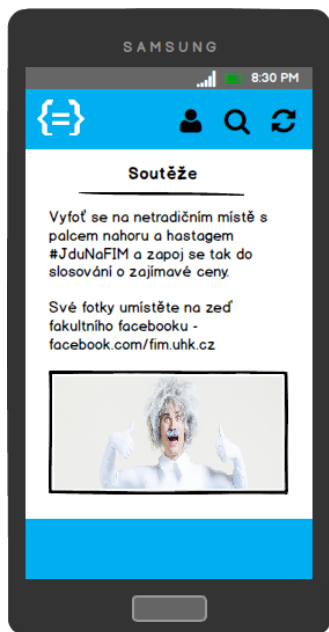 SAMSUNG
8:30 PM
{=}
Soutěže
Vyfoť se na netradičním místě s
palcem nahoru a hastagem
#JduNaFIM a zapoj se tak do
slosování o zajímavé ceny.
Své fotky umístěte na zeď
fakultního facebooku -
facebook.com/fim.uhk.cz